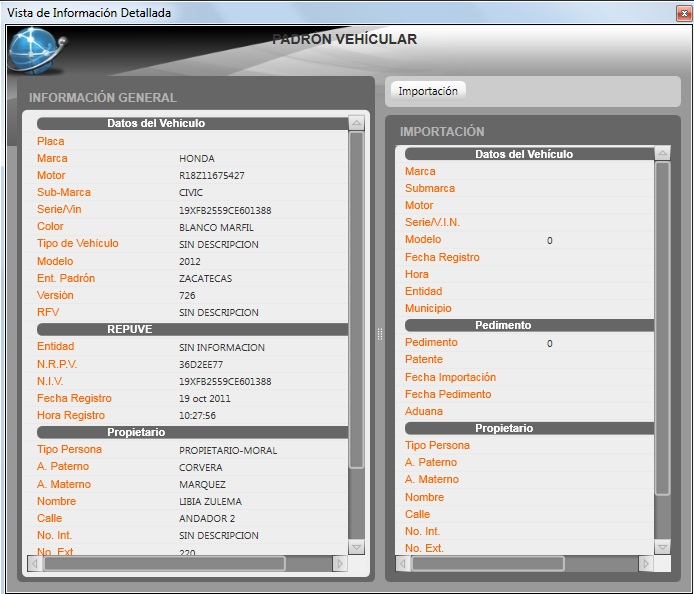 Vista de Información Detallada
PADRÓN VEHÍCULAR
INFORMACIÓN GENERAL
Datos del Vehículo
Placa
Marca HONDA
Motor R18Z11675427
Sub-Marca CIVIC
Serie/Vin 19XFB2559CE601388
Color BLANCO MARFIL
Tipo de Vehículo SIN DESCRIPCION
Modelo 2012
Ent. Padrón ZACATECAS
Versión 726
RFV SIN DESCRIPCION
REPUVE
Entidad SIN INFORMACION
N.R.P.V. 36D2EE77
N.I.V. 19XFB2559CE601388
Fecha Registro 19 oct 2011
Hora Registro 10:27:56
Propietario
Tipo Persona PROPIETARIO-MORAL
A. Paterno CORVERA
A. Materno MARQUEZ
Nombre LIBIA ZULEMA
Calle ANDADOR 2
No. Int. SIN DESCRIPCION
No. Ext. 220
Importación
IMPORTACIÓN
Datos del Vehículo
Marca
Submarca
Motor
Serie/V.I.N.
Modelo 0
Fecha Registro
Hora
Entidad
Municipio
Pedimento
Pedimento 0
Patente
Fecha Importación
Fecha Pedimento
Aduana
Propietario
Tipo Persona
A. Paterno
A. Materno
Nombre
Calle
No. Int.
No. Ext.